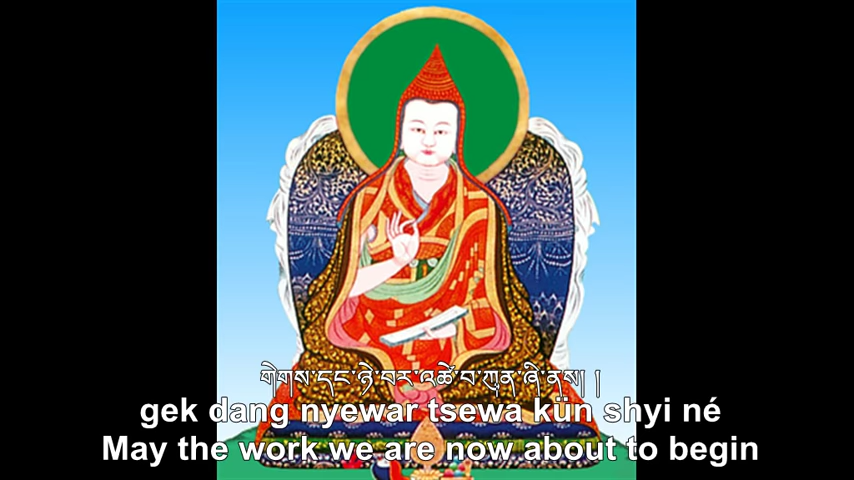 གེགས་དང་ཉེ་བར་འཚེ་བ་ཀུན་ཞི་ནས། །
gek dang nyewar tsewa kün shyi né
May the work we are now about to begin